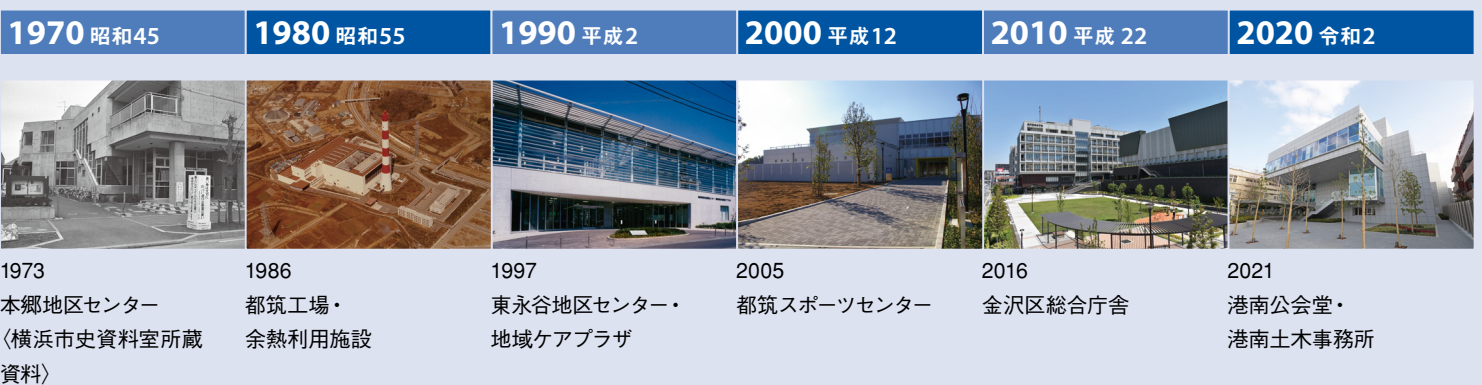 1970 昭和45
1980 昭和55
1990 平成2
2000 平成12
2010 平成 22
2020 令和2
1973
本郷地区センター
〈横浜市史資料室所蔵
資料〉
1986
都筑工場・
余熱利用施設
1997
東永谷地区センター・
地域ケアプラザ
2005
都筑スポーツセンター
2016
金沢区総合庁舎
2021
港南公会堂・
港南土木事務所